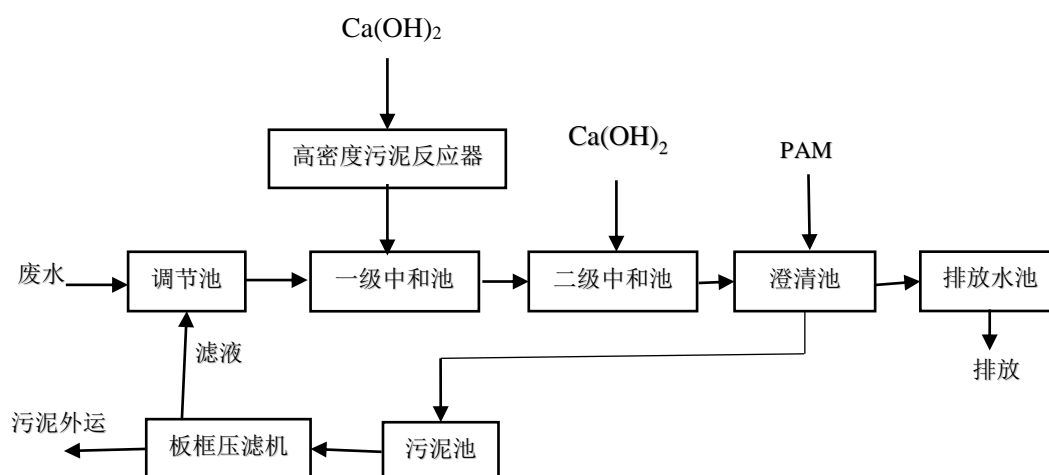 Ca(OH)₂
高密度污泥反应器
Ca(OH)₂
PAM
废水
调节池
一级中和池
二级中和池
澄清池
排放水池
滤液
排放
污泥外运
板框压滤机
污泥池